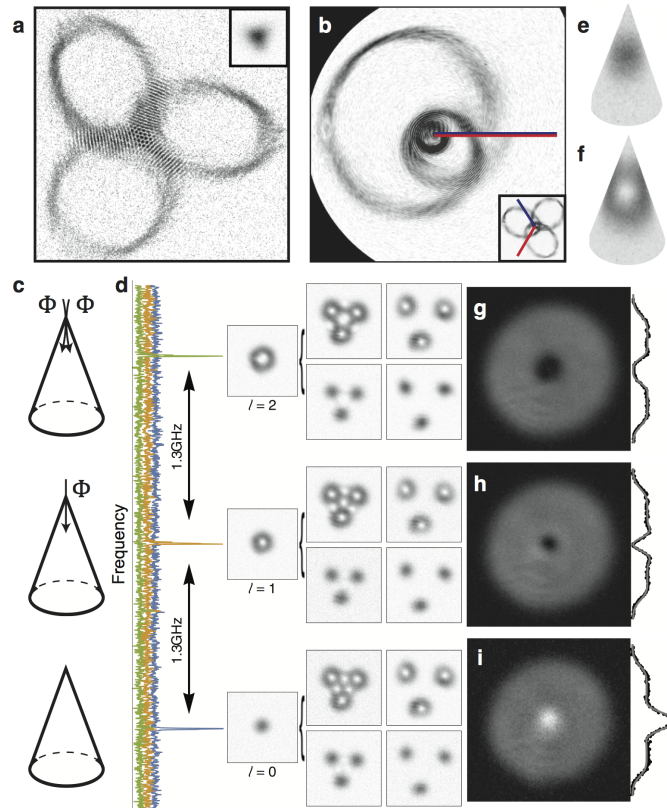 a
b
e
f
c
d
Φ Φ
1.3GHz
l = 2
g
Φ
Frequency
l = 1
h
1.3GHz
l = 0
i